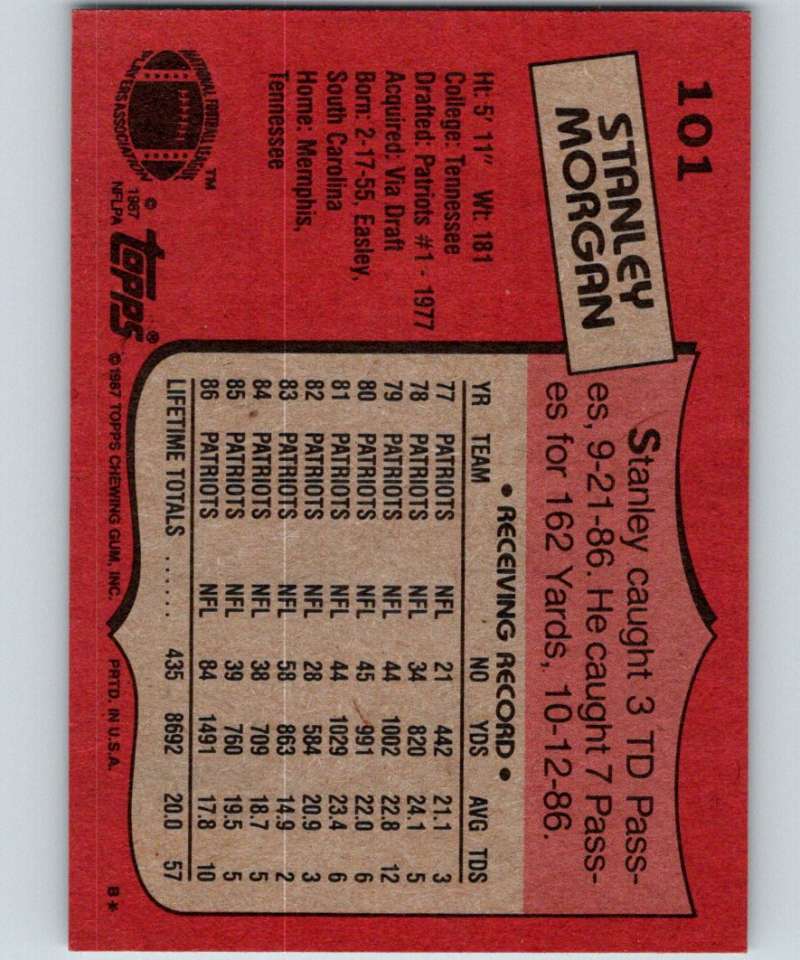 101
STANLEY
MORGAN
Ht: 5' 11" Wt: 181
College: Tennessee
Drafted: Patriots #1 - 1977
Acquired: Via Draft
Born: 2-17-55, Easley,
South Carolina
Home: Memphis,
Tennessee
NATIONAL FOOTBALL LEAGUE
PLAYERS ASSOCIATION
™
© 1987
NFLPA
topps®
Stanley caught 3 TD Pass-
es, 9-21-86. He caught 7 Pass-
es for 162 Yards, 10-12-86.
• RECEIVING RECORD •
YR TEAM NO YDS AVG TDS
77 PATRIOTS NFL 21 442 21.1 3
78 PATRIOTS NFL 34 820 24.1 5
79 PATRIOTS NFL 44 1002 22.8 12
80 PATRIOTS NFL 45 991 22.0 6
81 PATRIOTS NFL 44 1029 23.4 6
82 PATRIOTS NFL 28 584 20.9 3
83 PATRIOTS NFL 58 863 14.9 2
84 PATRIOTS NFL 38 709 18.7 5
85 PATRIOTS NFL 39 760 19.5 5
86 PATRIOTS NFL 84 1491 17.8 10
LIFETIME TOTALS ...... 435 8692 20.0 57
©1987 TOPPS CHEWING GUM, INC. PRTD. IN U.S.A. B*